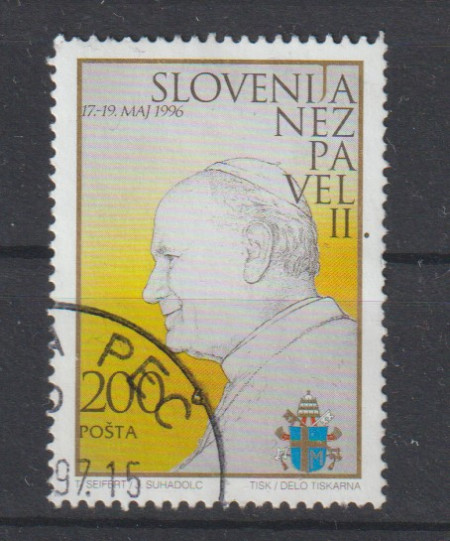 SLOVENIJA
17.-19. MAJ 1996
NEZ
PA
VEL
II
A PEČ
200
POŠTA
97.15
T. SEIFERT / J. SUHADOLC
TISK / DELO TISKARNA
M